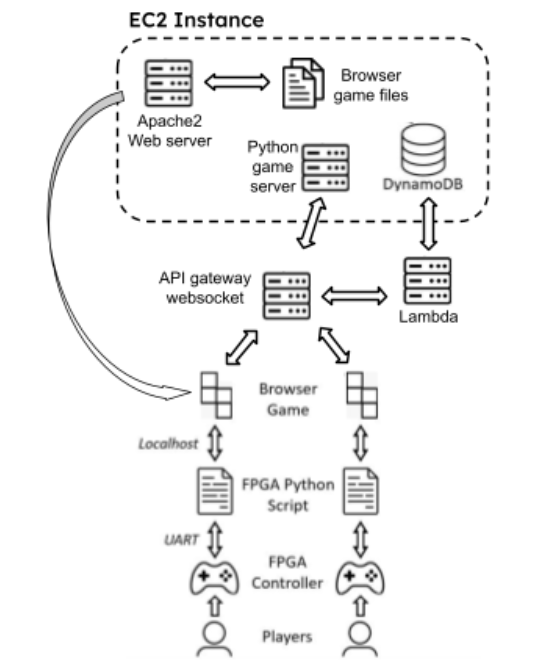 EC2 Instance
Apache2
Web server
Browser
game files
Python
game
server
DynamoDB
API gateway
websocket
Lambda
Browser
Game
Localhost
FPGA Python
Script
UART
FPGA
Controller
Players